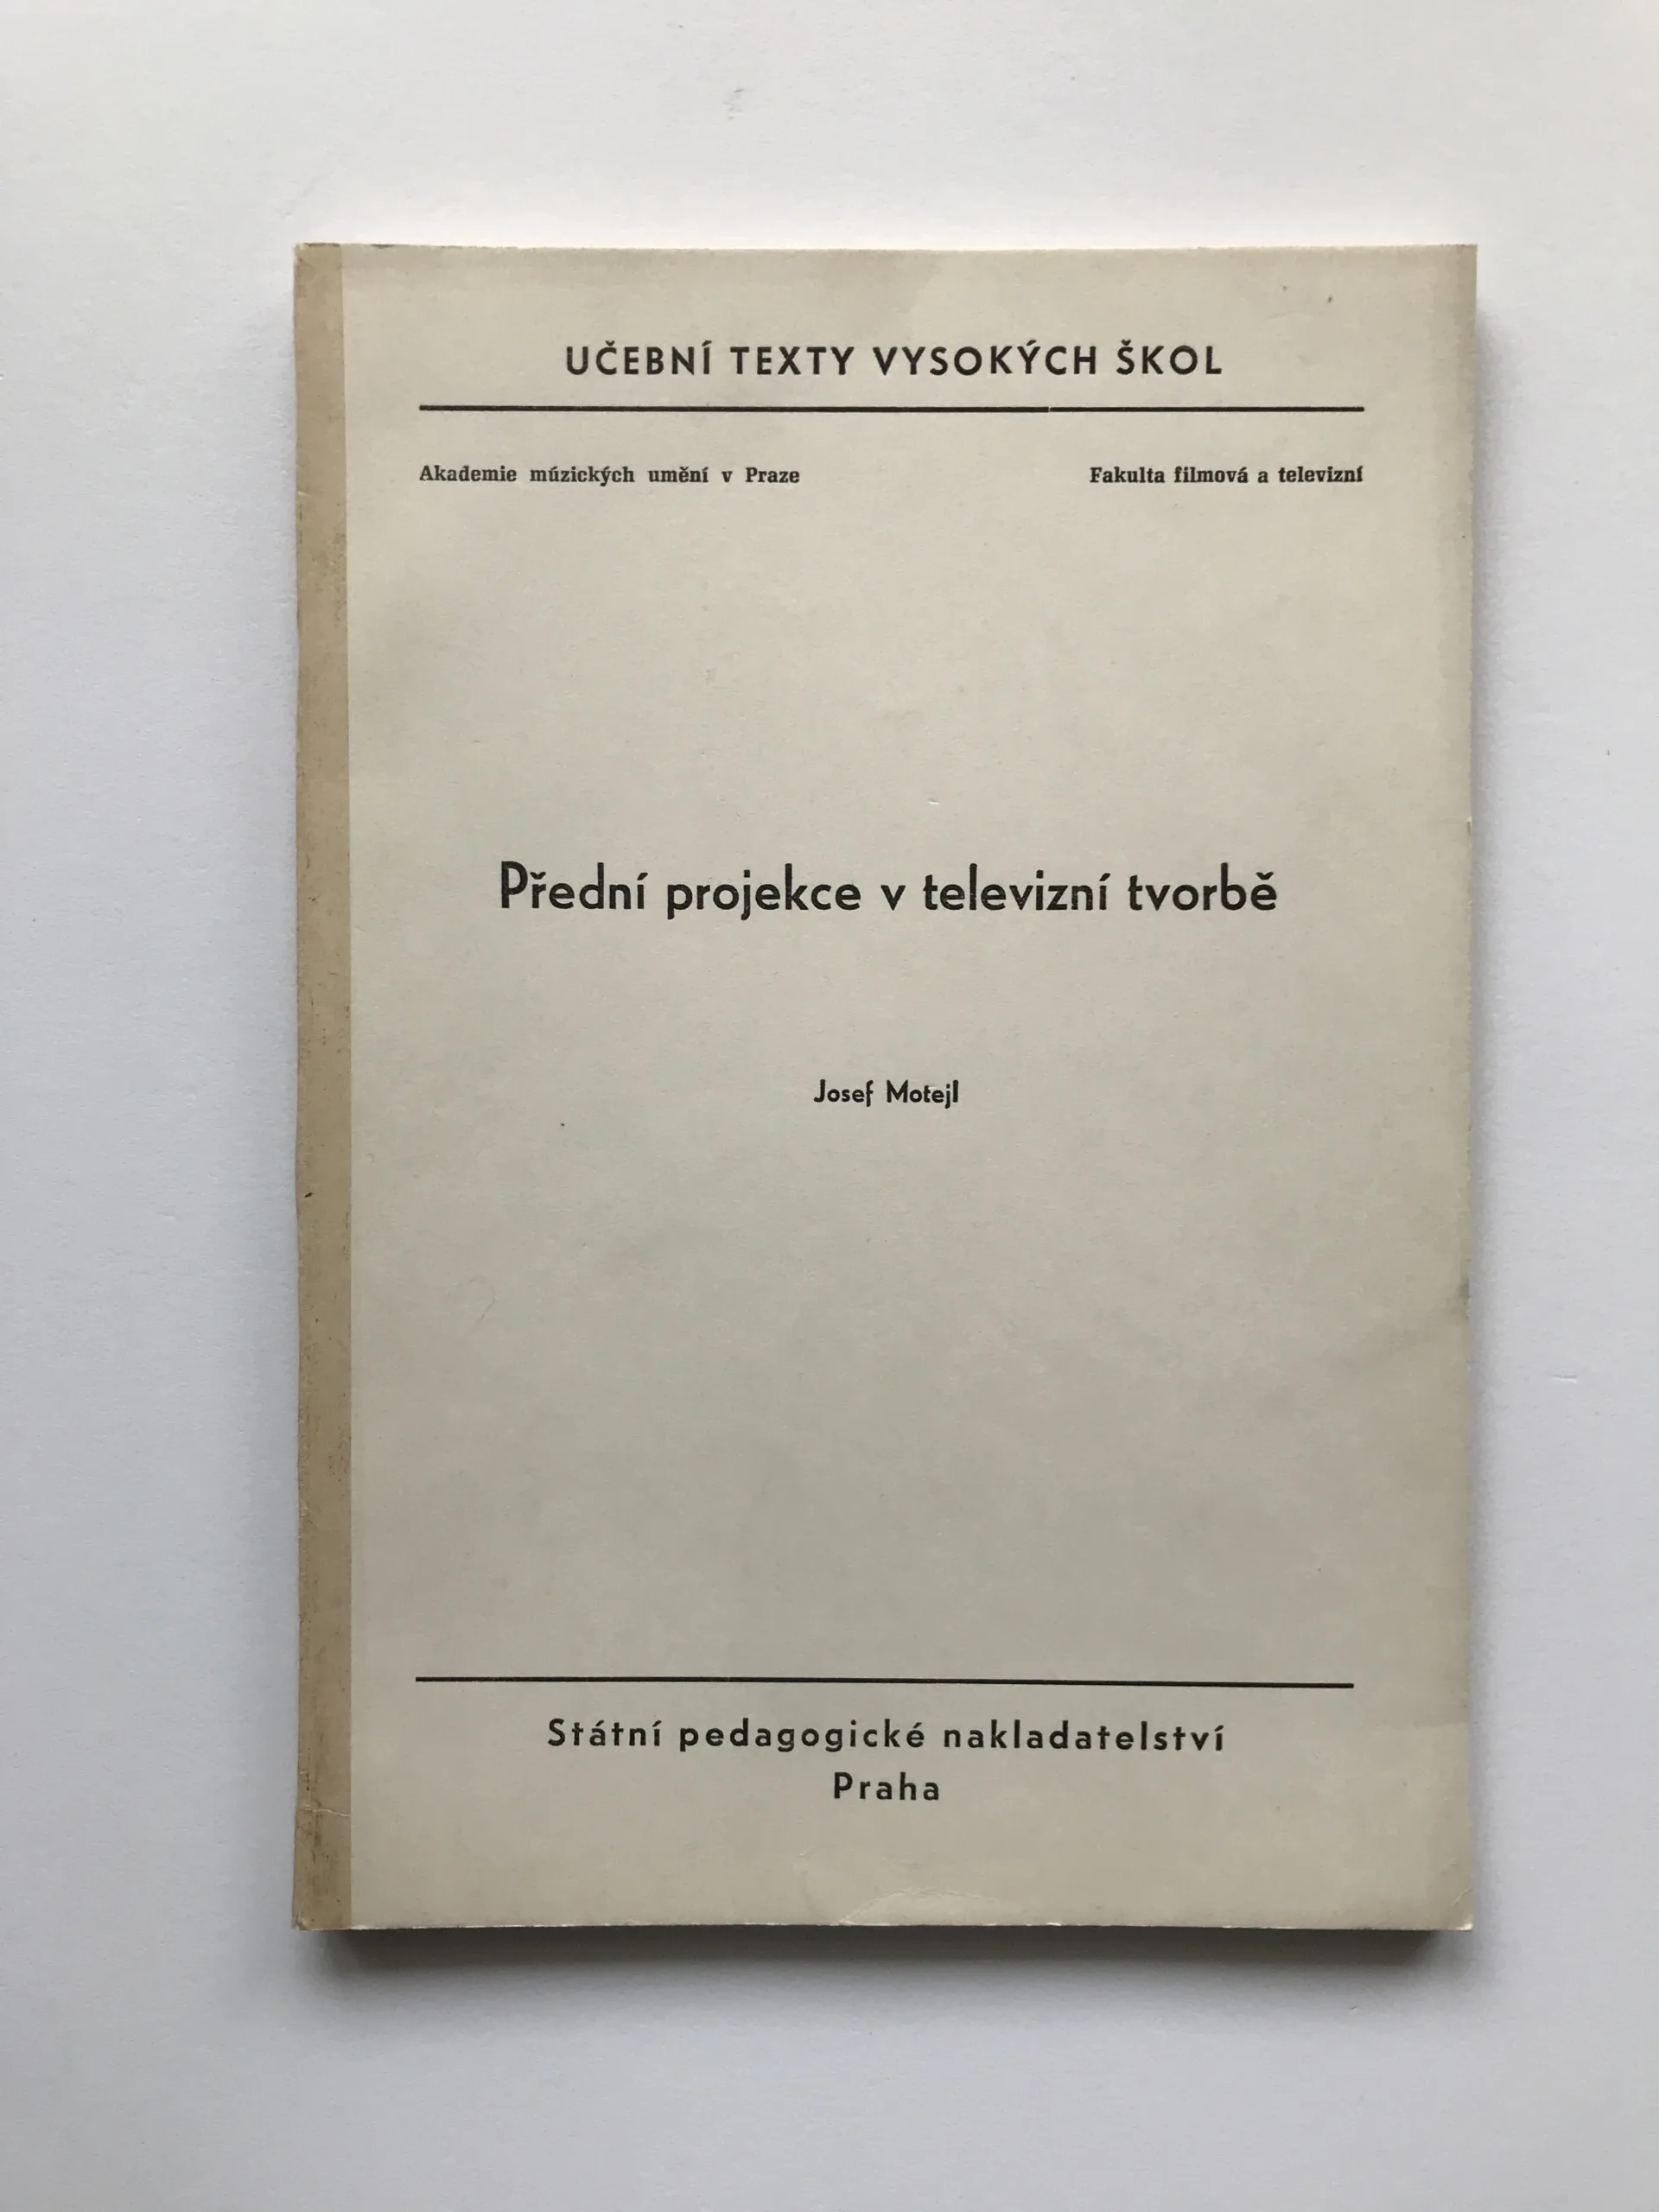 UČEBNÍ TEXTY VYSOKÝCH ŠKOL
Akademie múzických umění v Praze
Fakulta filmová a televizní
Přední projekce v televizní tvorbě
Josef Motejl
Státní pedagogické nakladatelství
Praha